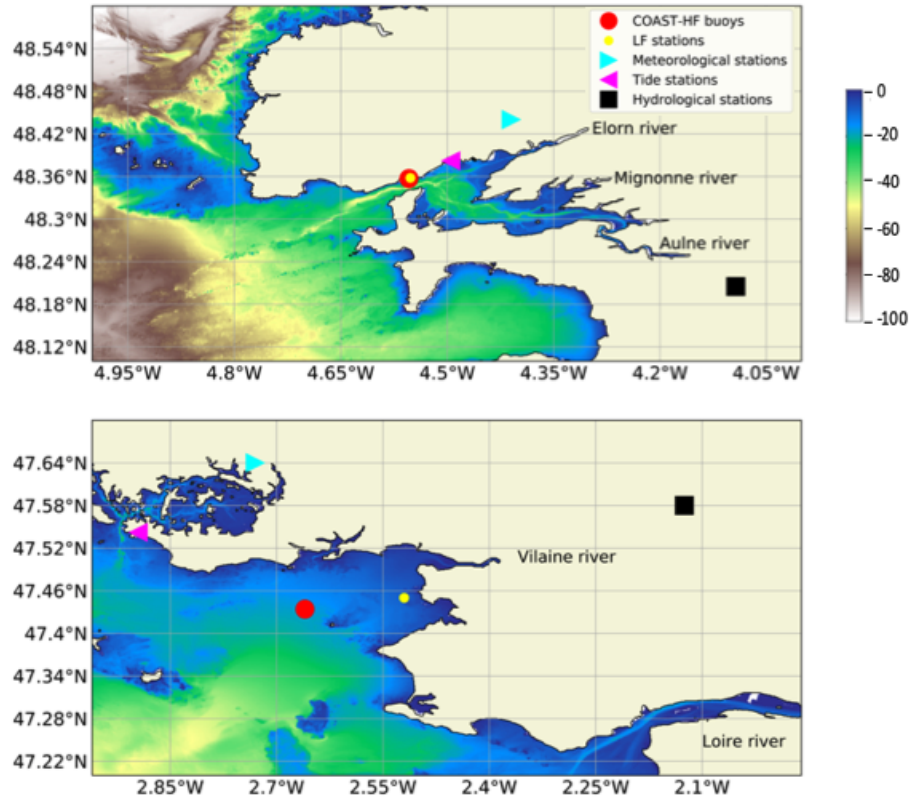 48.54°N
48.48°N
48.42°N
48.36°N
48.3°N
48.24°N
48.18°N
48.12°N
4.95°W 4.8°W 4.65°W 4.5°W 4.35°W 4.2°W 4.05°W
COAST-HF buoys
LF stations
Meteorological stations
Tide stations
Hydrological stations
Elorn river
Mignonne river
Aulne river
0
-20
-40
-60
-80
-100
47.64°N
47.58°N
47.52°N
47.46°N
47.4°N
47.34°N
47.28°N
47.22°N
2.85°W 2.7°W 2.55°W 2.4°W 2.25°W 2.1°W
Vilaine river
Loire river